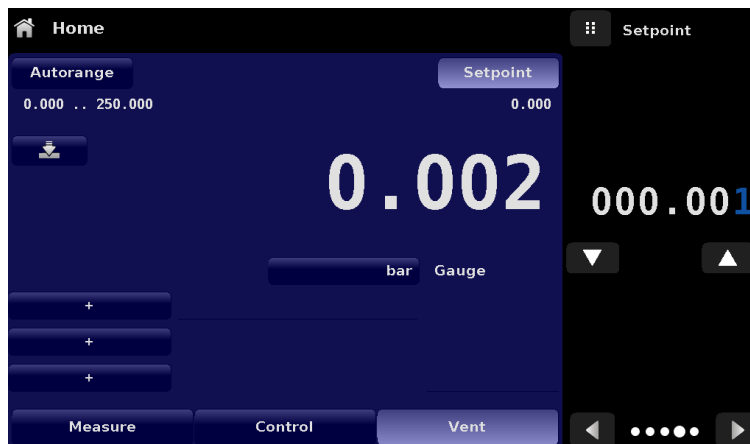 Home
Setpoint
Autorange
Setpoint
0.000 .. 250.000
0.000
0.002
000.001
bar
Gauge
+
+
+
Measure
Control
Vent